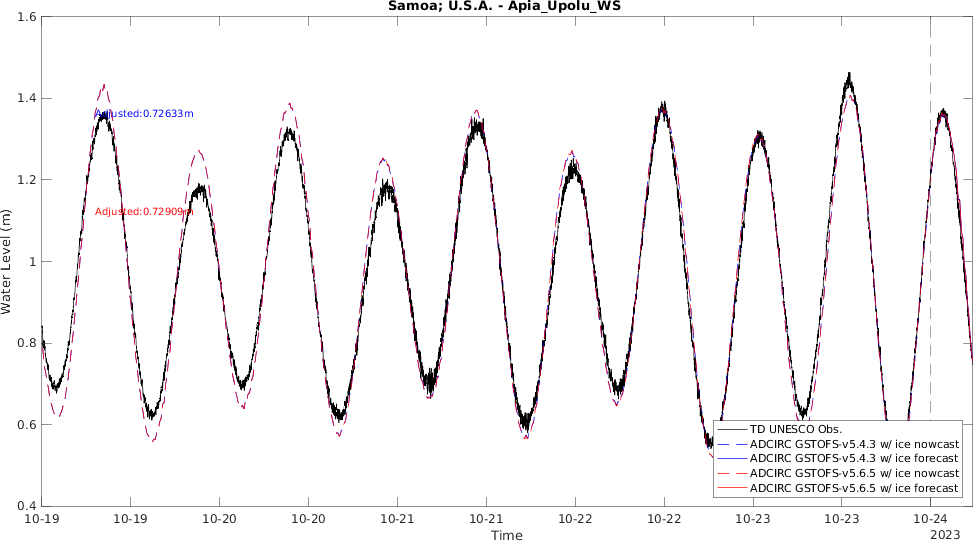 Samoa; U.S.A. - Apia_Upolu_WS
1.6
1.4
1.2
1
0.8
0.6
0.4
Water Level (m)
Adjusted:0.72633m
Adjusted:0.72909m
TD UNESCO Obs.
ADCIRC GSTOFS-v5.4.3 w/ ice nowcast
ADCIRC GSTOFS-v5.4.3 w/ ice forecast
ADCIRC GSTOFS-v5.6.5 w/ ice nowcast
ADCIRC GSTOFS-v5.6.5 w/ ice forecast
10-19 10-19 10-20 10-20 10-21 10-21 10-22 10-22 10-23 10-23 10-24
Time
2023